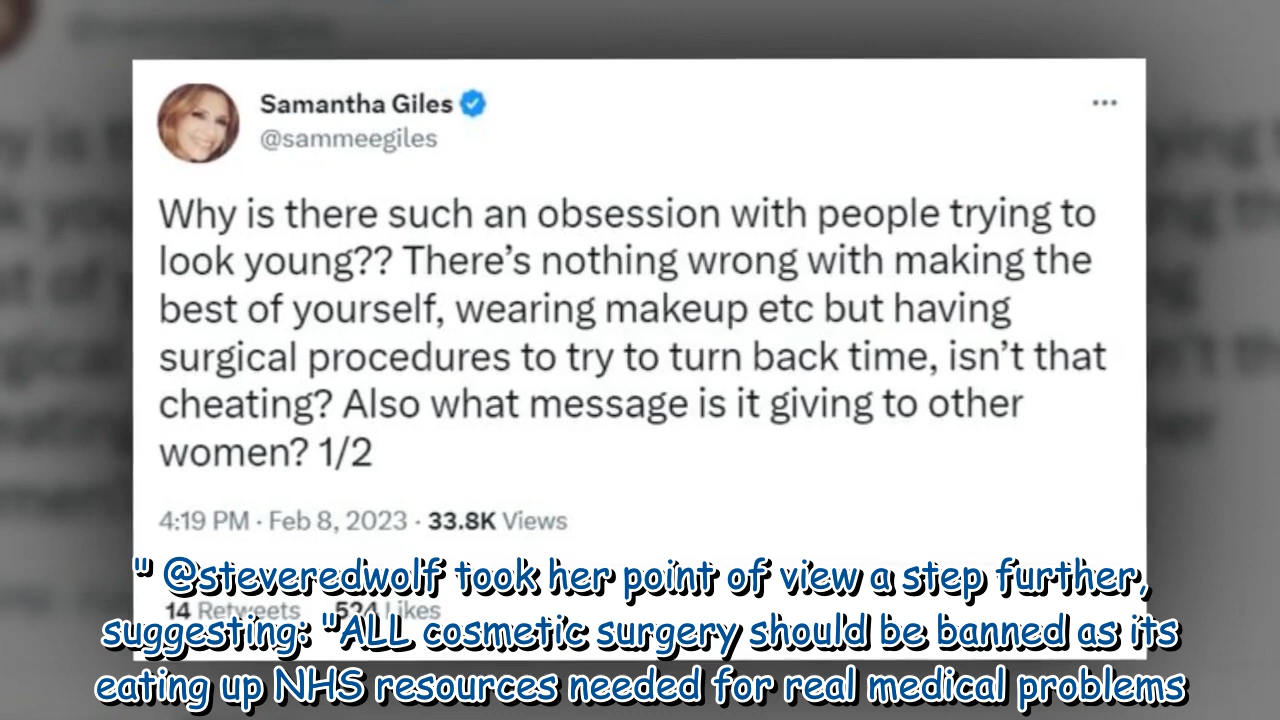 Samantha Giles
@sammeegiles
Why is there such an obsession with people trying to
look young?? There’s nothing wrong with making the
best of yourself, wearing makeup etc but having
surgical procedures to try to turn back time, isn’t that
cheating? Also what message is it giving to other
women? 1/2
4:19 PM · Feb 8, 2023 · 33.8K Views
14 Retweets 524 Likes
" @steveredwolf took her point of view a step further,
suggesting: "ALL cosmetic surgery should be banned as its
eating up NHS resources needed for real medical problems